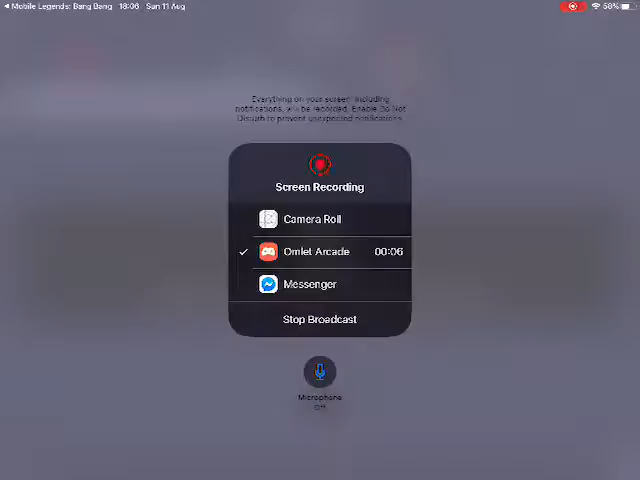 Mobile Legends: Bang Bang 18:06 Sun 11 Aug 58%
Everything on your screen, including
notifications, will be recorded. Enable Do Not
Disturb to prevent unexpected notifications.
Screen Recording
Camera Roll
Omlet Arcade 00:06
Messenger
Stop Broadcast
Microphone
Off